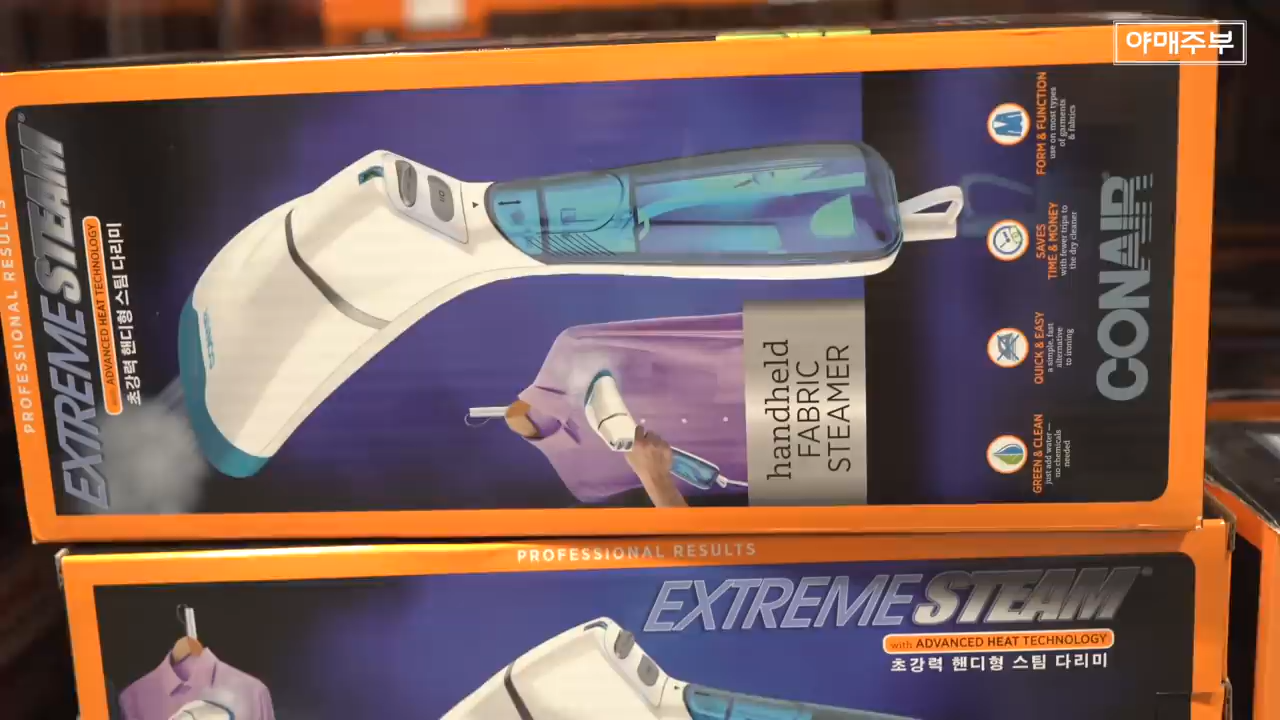 야매주부
PROFESSIONAL RESULTS
EXTREME STEAM®
with ADVANCED HEAT TECHNOLOGY
초강력 핸디형 스팀 다리미
handheld
FABRIC
STEAMER
GREEN & CLEAN
just add water—
no chemicals
needed
QUICK & EASY
a simple, fast
alternative
to ironing
SAVES
TIME & MONEY
with fewer trips to
the dry cleaner
FORM & FUNCTION
use on most types
of garments
& fabrics
CONAIR®
PROFESSIONAL RESULTS
EXTREME STEAM®
with ADVANCED HEAT TECHNOLOGY
초강력 핸디형 스팀 다리미